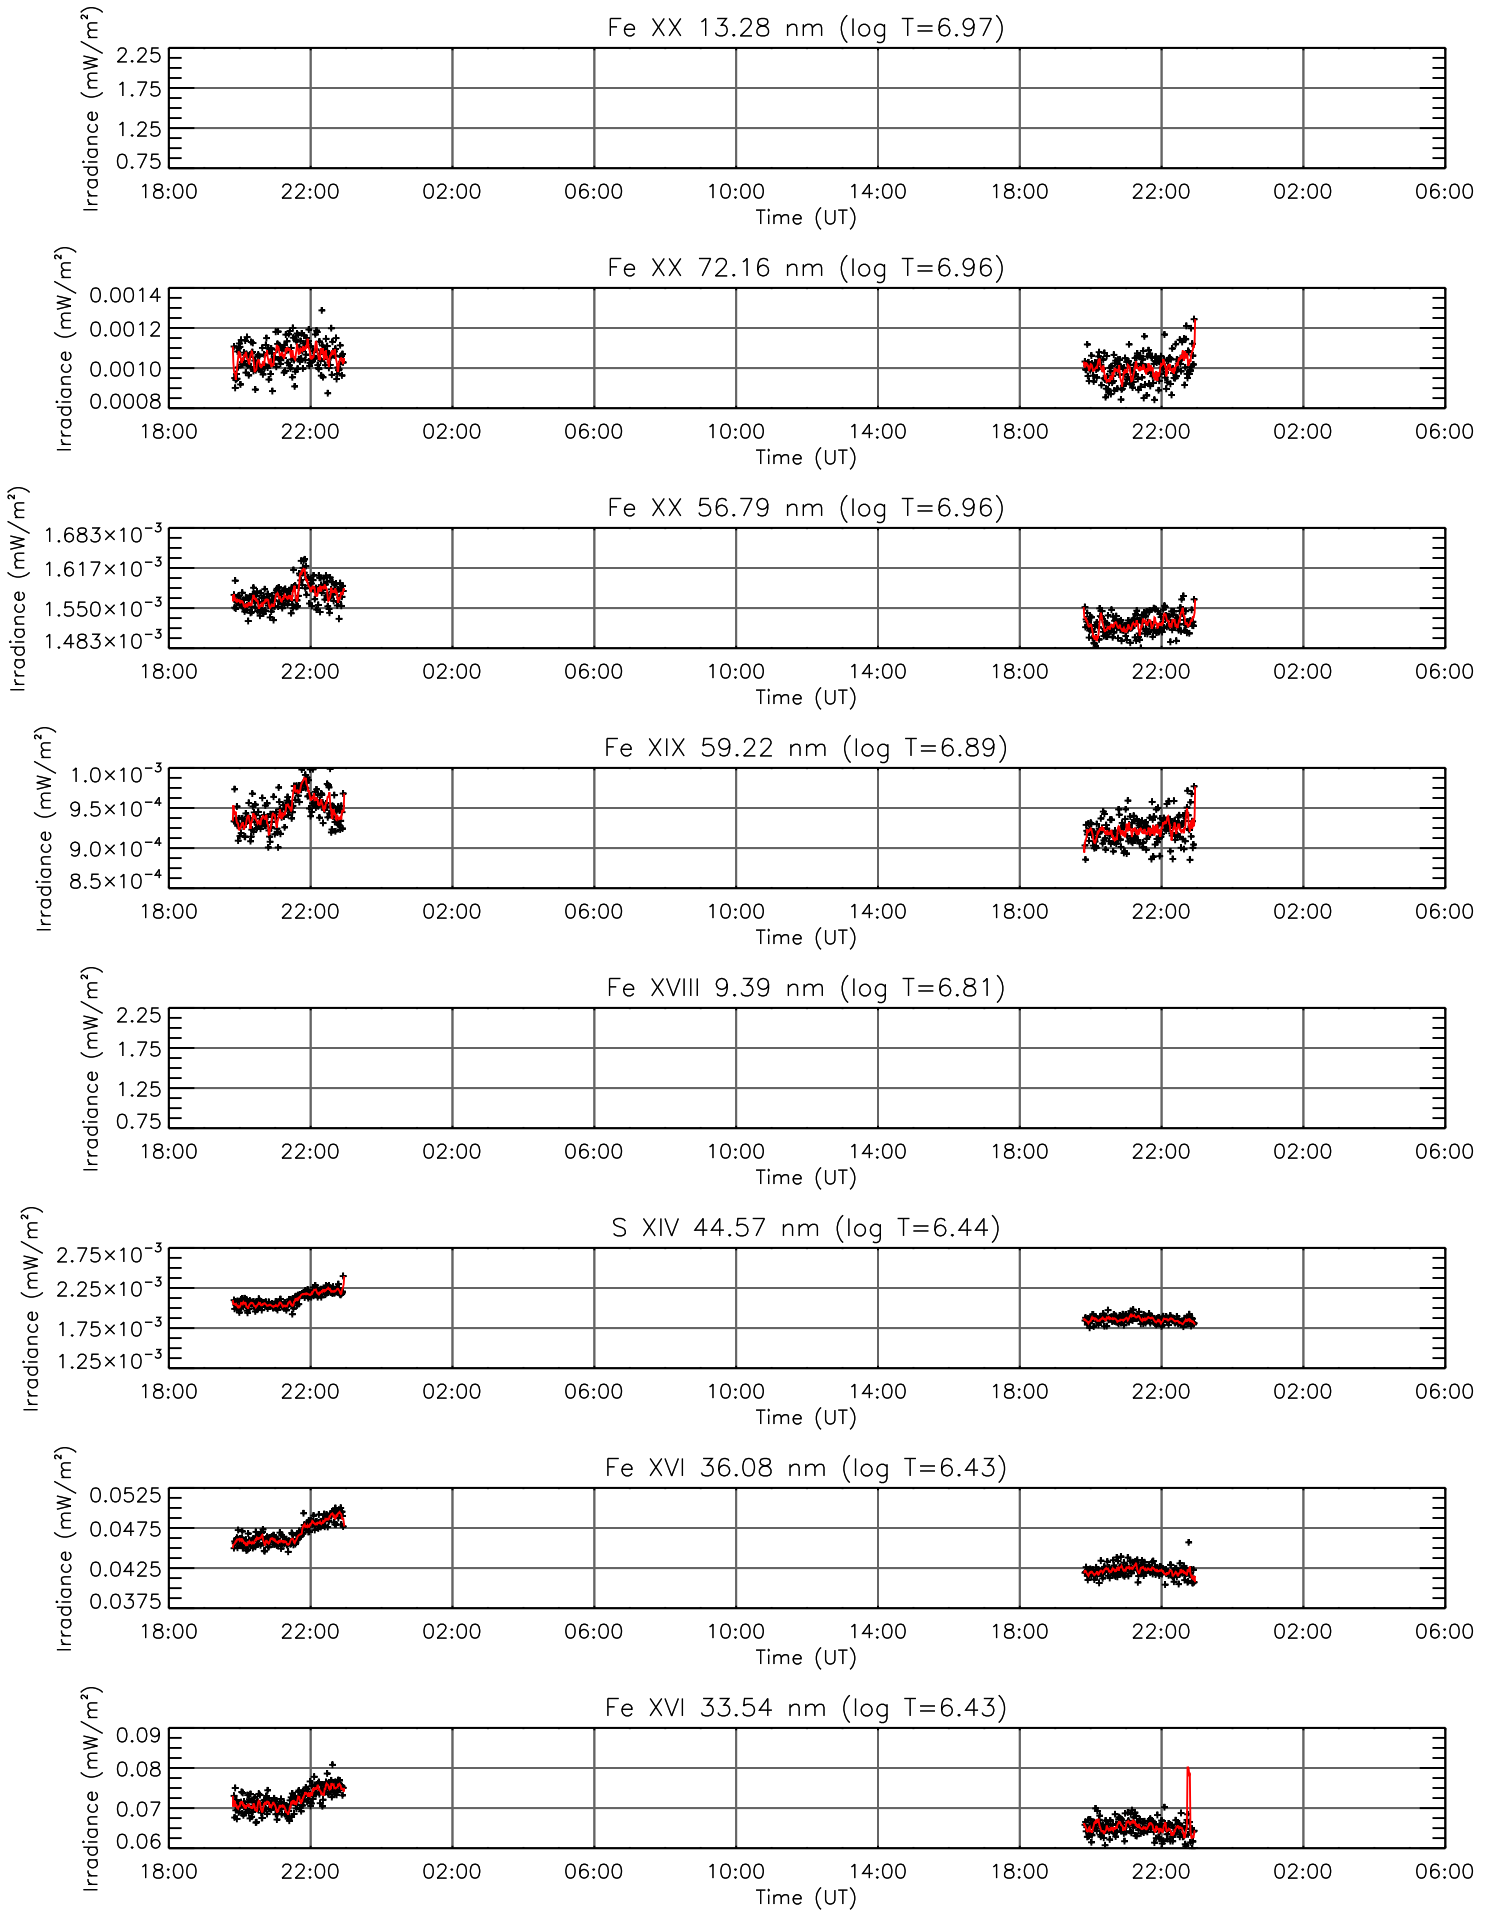 Fe XX 13.28 nm (log T=6.97)
Irradiance (mW/m²)
2.25
1.75
1.25
0.75
18:00 22:00 02:00 06:00 10:00 14:00 18:00 22:00 02:00 06:00
Time (UT)
Fe XX 72.16 nm (log T=6.96)
Irradiance (mW/m²)
0.0014
0.0012
0.0010
0.0008
18:00 22:00 02:00 06:00 10:00 14:00 18:00 22:00 02:00 06:00
Time (UT)
Fe XX 56.79 nm (log T=6.96)
Irradiance (mW/m²)
1.683×10⁻³
1.617×10⁻³
1.550×10⁻³
1.483×10⁻³
18:00 22:00 02:00 06:00 10:00 14:00 18:00 22:00 02:00 06:00
Time (UT)
Fe XIX 59.22 nm (log T=6.89)
Irradiance (mW/m²)
1.0×10⁻³
9.5×10⁻⁴
9.0×10⁻⁴
8.5×10⁻⁴
18:00 22:00 02:00 06:00 10:00 14:00 18:00 22:00 02:00 06:00
Time (UT)
Fe XVIII 9.39 nm (log T=6.81)
Irradiance (mW/m²)
2.25
1.75
1.25
0.75
18:00 22:00 02:00 06:00 10:00 14:00 18:00 22:00 02:00 06:00
Time (UT)
S XIV 44.57 nm (log T=6.44)
Irradiance (mW/m²)
2.75×10⁻³
2.25×10⁻³
1.75×10⁻³
1.25×10⁻³
18:00 22:00 02:00 06:00 10:00 14:00 18:00 22:00 02:00 06:00
Time (UT)
Fe XVI 36.08 nm (log T=6.43)
Irradiance (mW/m²)
0.0525
0.0475
0.0425
0.0375
18:00 22:00 02:00 06:00 10:00 14:00 18:00 22:00 02:00 06:00
Time (UT)
Fe XVI 33.54 nm (log T=6.43)
Irradiance (mW/m²)
0.09
0.08
0.07
0.06
18:00 22:00 02:00 06:00 10:00 14:00 18:00 22:00 02:00 06:00
Time (UT)